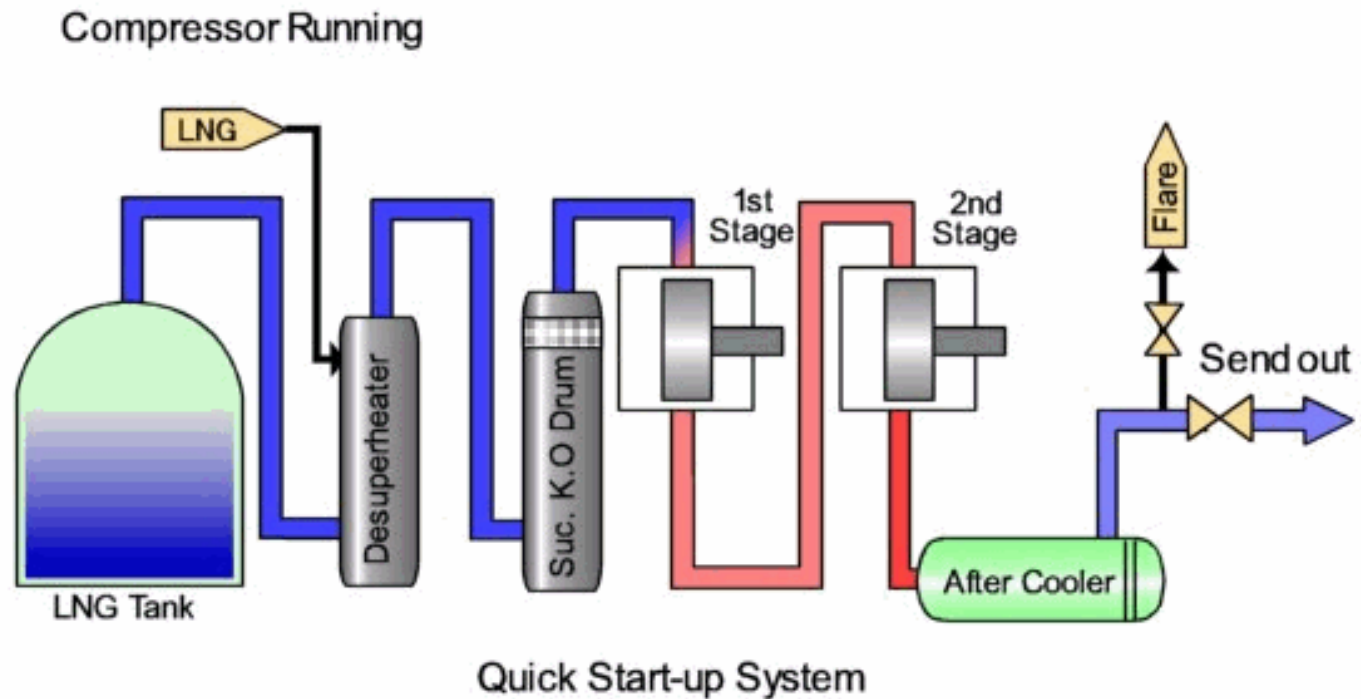 Compressor Running
LNG
1st
Stage
2nd
Stage
Flare
Send out
Desuperheater
Suc. K.O Drum
After Cooler
LNG Tank
Quick Start-up System